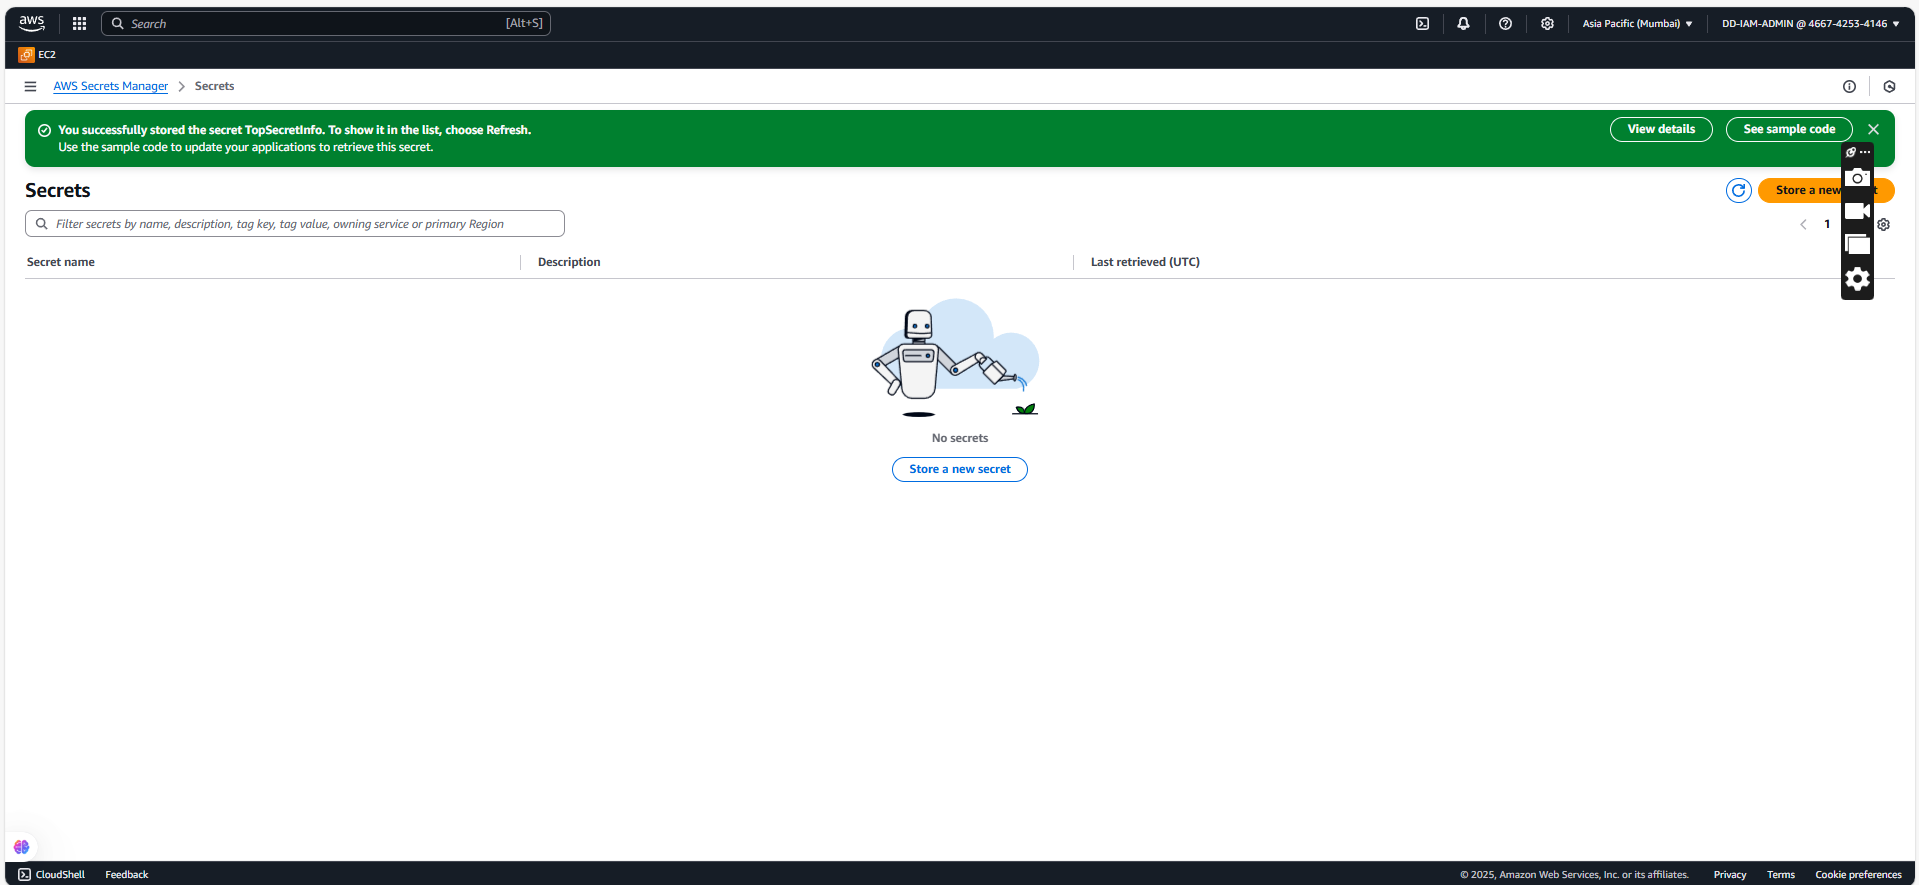 aws
Search [Alt+S]
Asia Pacific (Mumbai) ▼
DD-IAM-ADMIN @ 4667-4253-4146 ▼
EC2
AWS Secrets Manager > Secrets
You successfully stored the secret TopSecretInfo. To show it in the list, choose Refresh.
Use the sample code to update your applications to retrieve this secret.
View details
See sample code
Secrets
Store a new
Filter secrets by name, description, tag key, tag value, owning service or primary Region
1
Secret name
Description
Last retrieved (UTC)
No secrets
Store a new secret
CloudShell
Feedback
© 2025, Amazon Web Services, Inc. or its affiliates.
Privacy
Terms
Cookie preferences